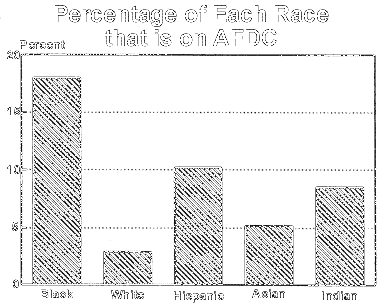 Percentage of Each Race
that is on AFDC
Percent
20
15
10
5
0
Black White Hispanic Asian Indian